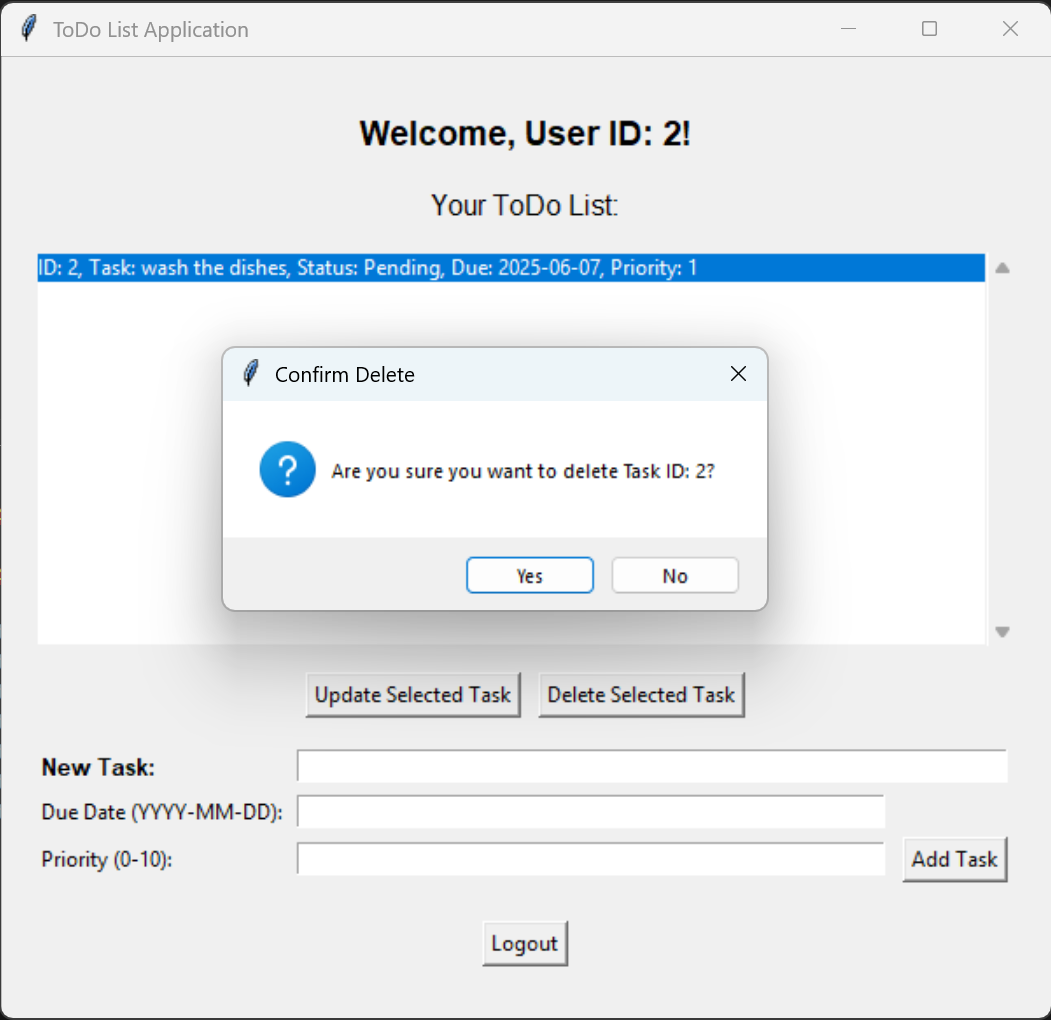 ToDo List Application
Welcome, User ID: 2!
Your ToDo List:
ID: 2, Task: wash the dishes, Status: Pending, Due: 2025-06-07, Priority: 1
Confirm Delete
Are you sure you want to delete Task ID: 2?
Yes No
Update Selected Task Delete Selected Task
New Task:
Due Date (YYYY-MM-DD):
Priority (0-10): Add Task
Logout